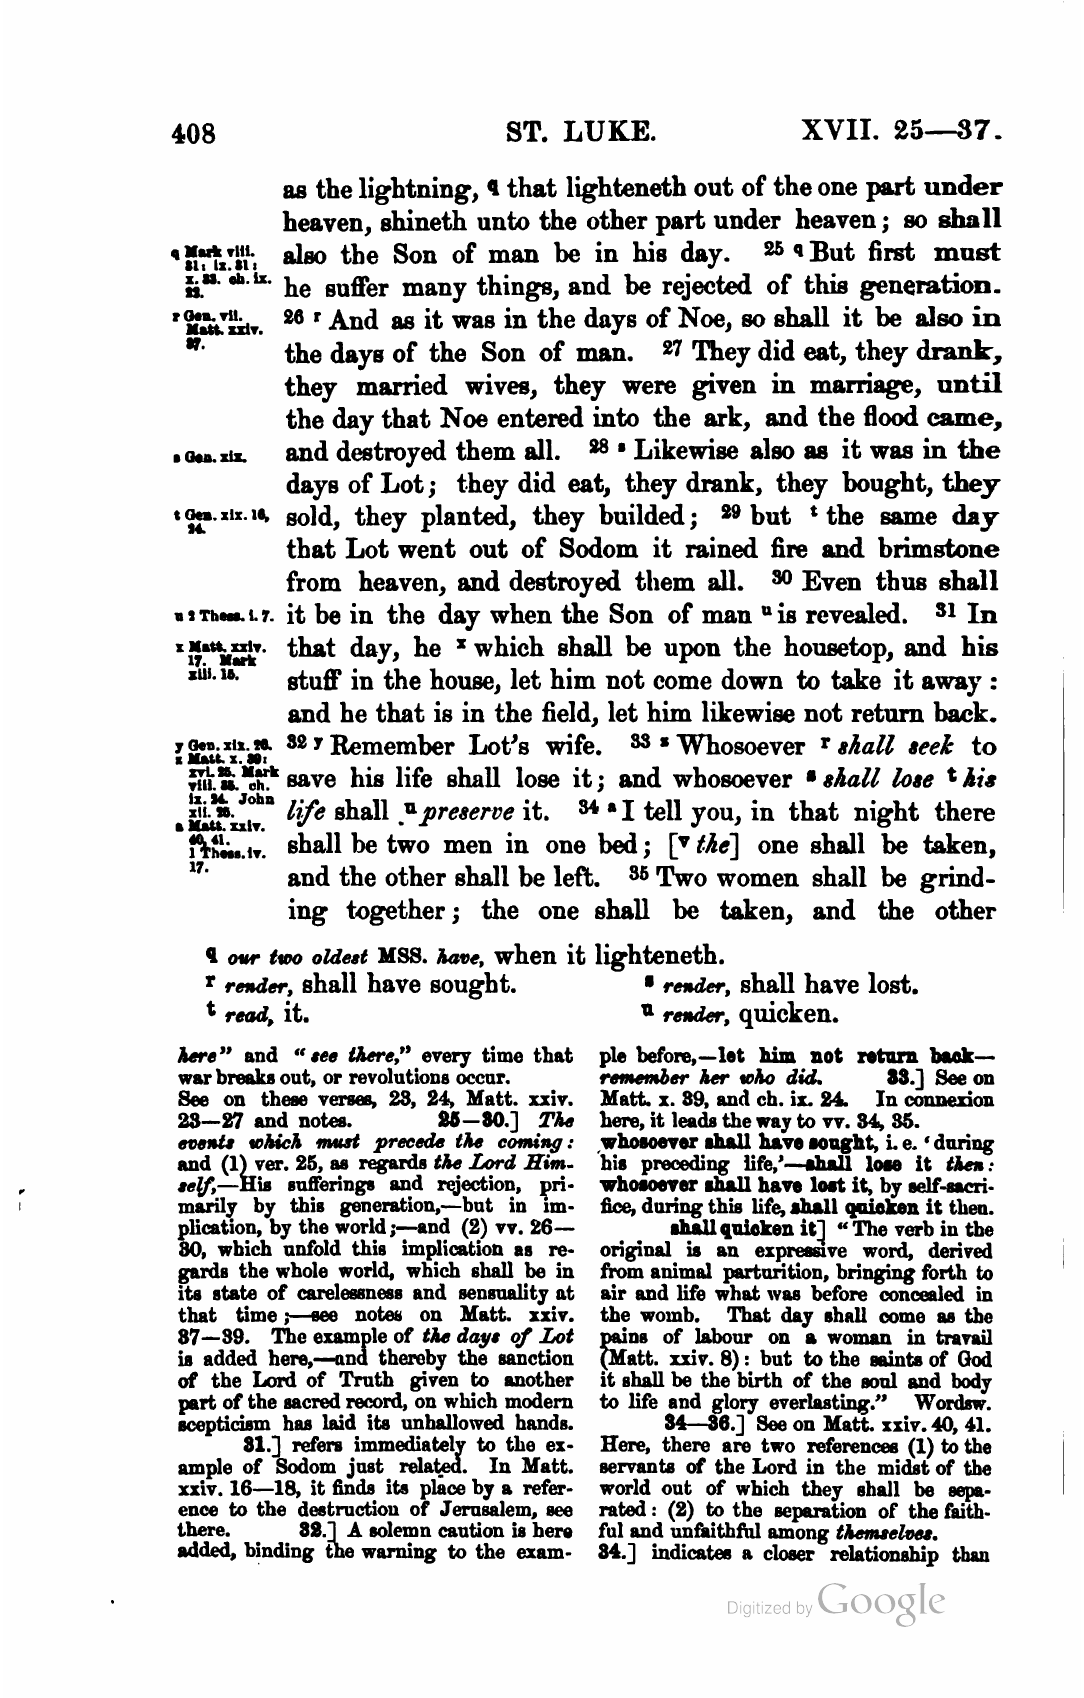 408 ST. LUKE. XVII. 25—37.
as the lightning, q that lighteneth out of the one part under
heaven, shineth unto the other part under heaven; so shall
also the Son of man be in his day. 25 q But first must
he suffer many things, and be rejected of this generation.
26 r And as it was in the days of Noe, so shall it be also in
the days of the Son of man. 27 They did eat, they drank,
they married wives, they were given in marriage, until
the day that Noe entered into the ark, and the flood came,
and destroyed them all. 28 s Likewise also as it was in the
days of Lot; they did eat, they drank, they bought, they
sold, they planted, they builded; 29 but t the same day
that Lot went out of Sodom it rained fire and brimstone
from heaven, and destroyed them all. 30 Even thus shall
it be in the day when the Son of man u is revealed. 31 In
that day, he x which shall be upon the housetop, and his
stuff in the house, let him not come down to take it away:
and he that is in the field, let him likewise not return back.
32 y Remember Lot's wife. 33 z Whosoever r shall seek to
save his life shall lose it; and whosoever s shall lose t his
life shall u preserve it. 34 a I tell you, in that night there
shall be two men in one bed; [v the] one shall be taken,
and the other shall be left. 35 Two women shall be grind-
ing together; the one shall be taken, and the other
q Mark viii.
31: ix. 31:
x. 33. ch. ix.
22.
r Gen. vii.
Matt. xxiv.
37.
s Gen. xix.
t Gen. xix. 16,
24.
u 2 Thess. i. 7.
x Matt. xxiv.
17. Mark
xiii. 15.
y Gen. xix. 26.
z Matt. x. 39:
xvi. 25. Mark
viii. 35. ch.
ix. 24. John
xii. 25.
a Matt. xxiv.
40, 41.
1 Thess. iv.
17.
q our two oldest MSS. have, when it lighteneth.
r render, shall have sought. s render, shall have lost.
t read, it. u render, quicken.
here" and "see there," every time that
war breaks out, or revolutions occur.
See on these verses, 23, 24, Matt. xxiv.
23—27 and notes. 25—30.] The
events which must precede the coming:
and (1) ver. 25, as regards the Lord Him-
self,—His sufferings and rejection, pri-
marily by this generation,—but in im-
plication, by the world;—and (2) vv. 26—
30, which unfold this implication as re-
gards the whole world, which shall be in
its state of carelessness and sensuality at
that time;—see notes on Matt. xxiv.
37—39. The example of the days of Lot
is added here,—and thereby the sanction
of the Lord of Truth given to another
part of the sacred record, on which modern
scepticism has laid its unhallowed hands.
31.] refers immediately to the ex-
ample of Sodom just related. In Matt.
xxiv. 16—18, it finds its place by a refer-
ence to the destruction of Jerusalem, see
there. 32.] A solemn caution is here
added, binding the warning to the exam-
ple before,—let him not return back—
remember her who did. 33.] See on
Matt. x. 39, and ch. ix. 24. In connexion
here, it leads the way to vv. 34, 35.
whosoever shall have sought, i. e. 'during
his preceding life,'—shall lose it then:
whosoever shall have lost it, by self-sacri-
fice, during this life, shall quicken it then.
shall quicken it] "The verb in the
original is an expressive word, derived
from animal parturition, bringing forth to
air and life what was before concealed in
the womb. That day shall come as the
pains of labour on a woman in travail
(Matt. xxiv. 8): but to the saints of God
it shall be the birth of the soul and body
to life and glory everlasting." Wordsw.
34—36.] See on Matt. xxiv. 40, 41.
Here, there are two references (1) to the
servants of the Lord in the midst of the
world out of which they shall be sepa-
rated: (2) to the separation of the faith-
ful and unfaithful among themselves.
34.] indicates a closer relationship than
Digitized by Google